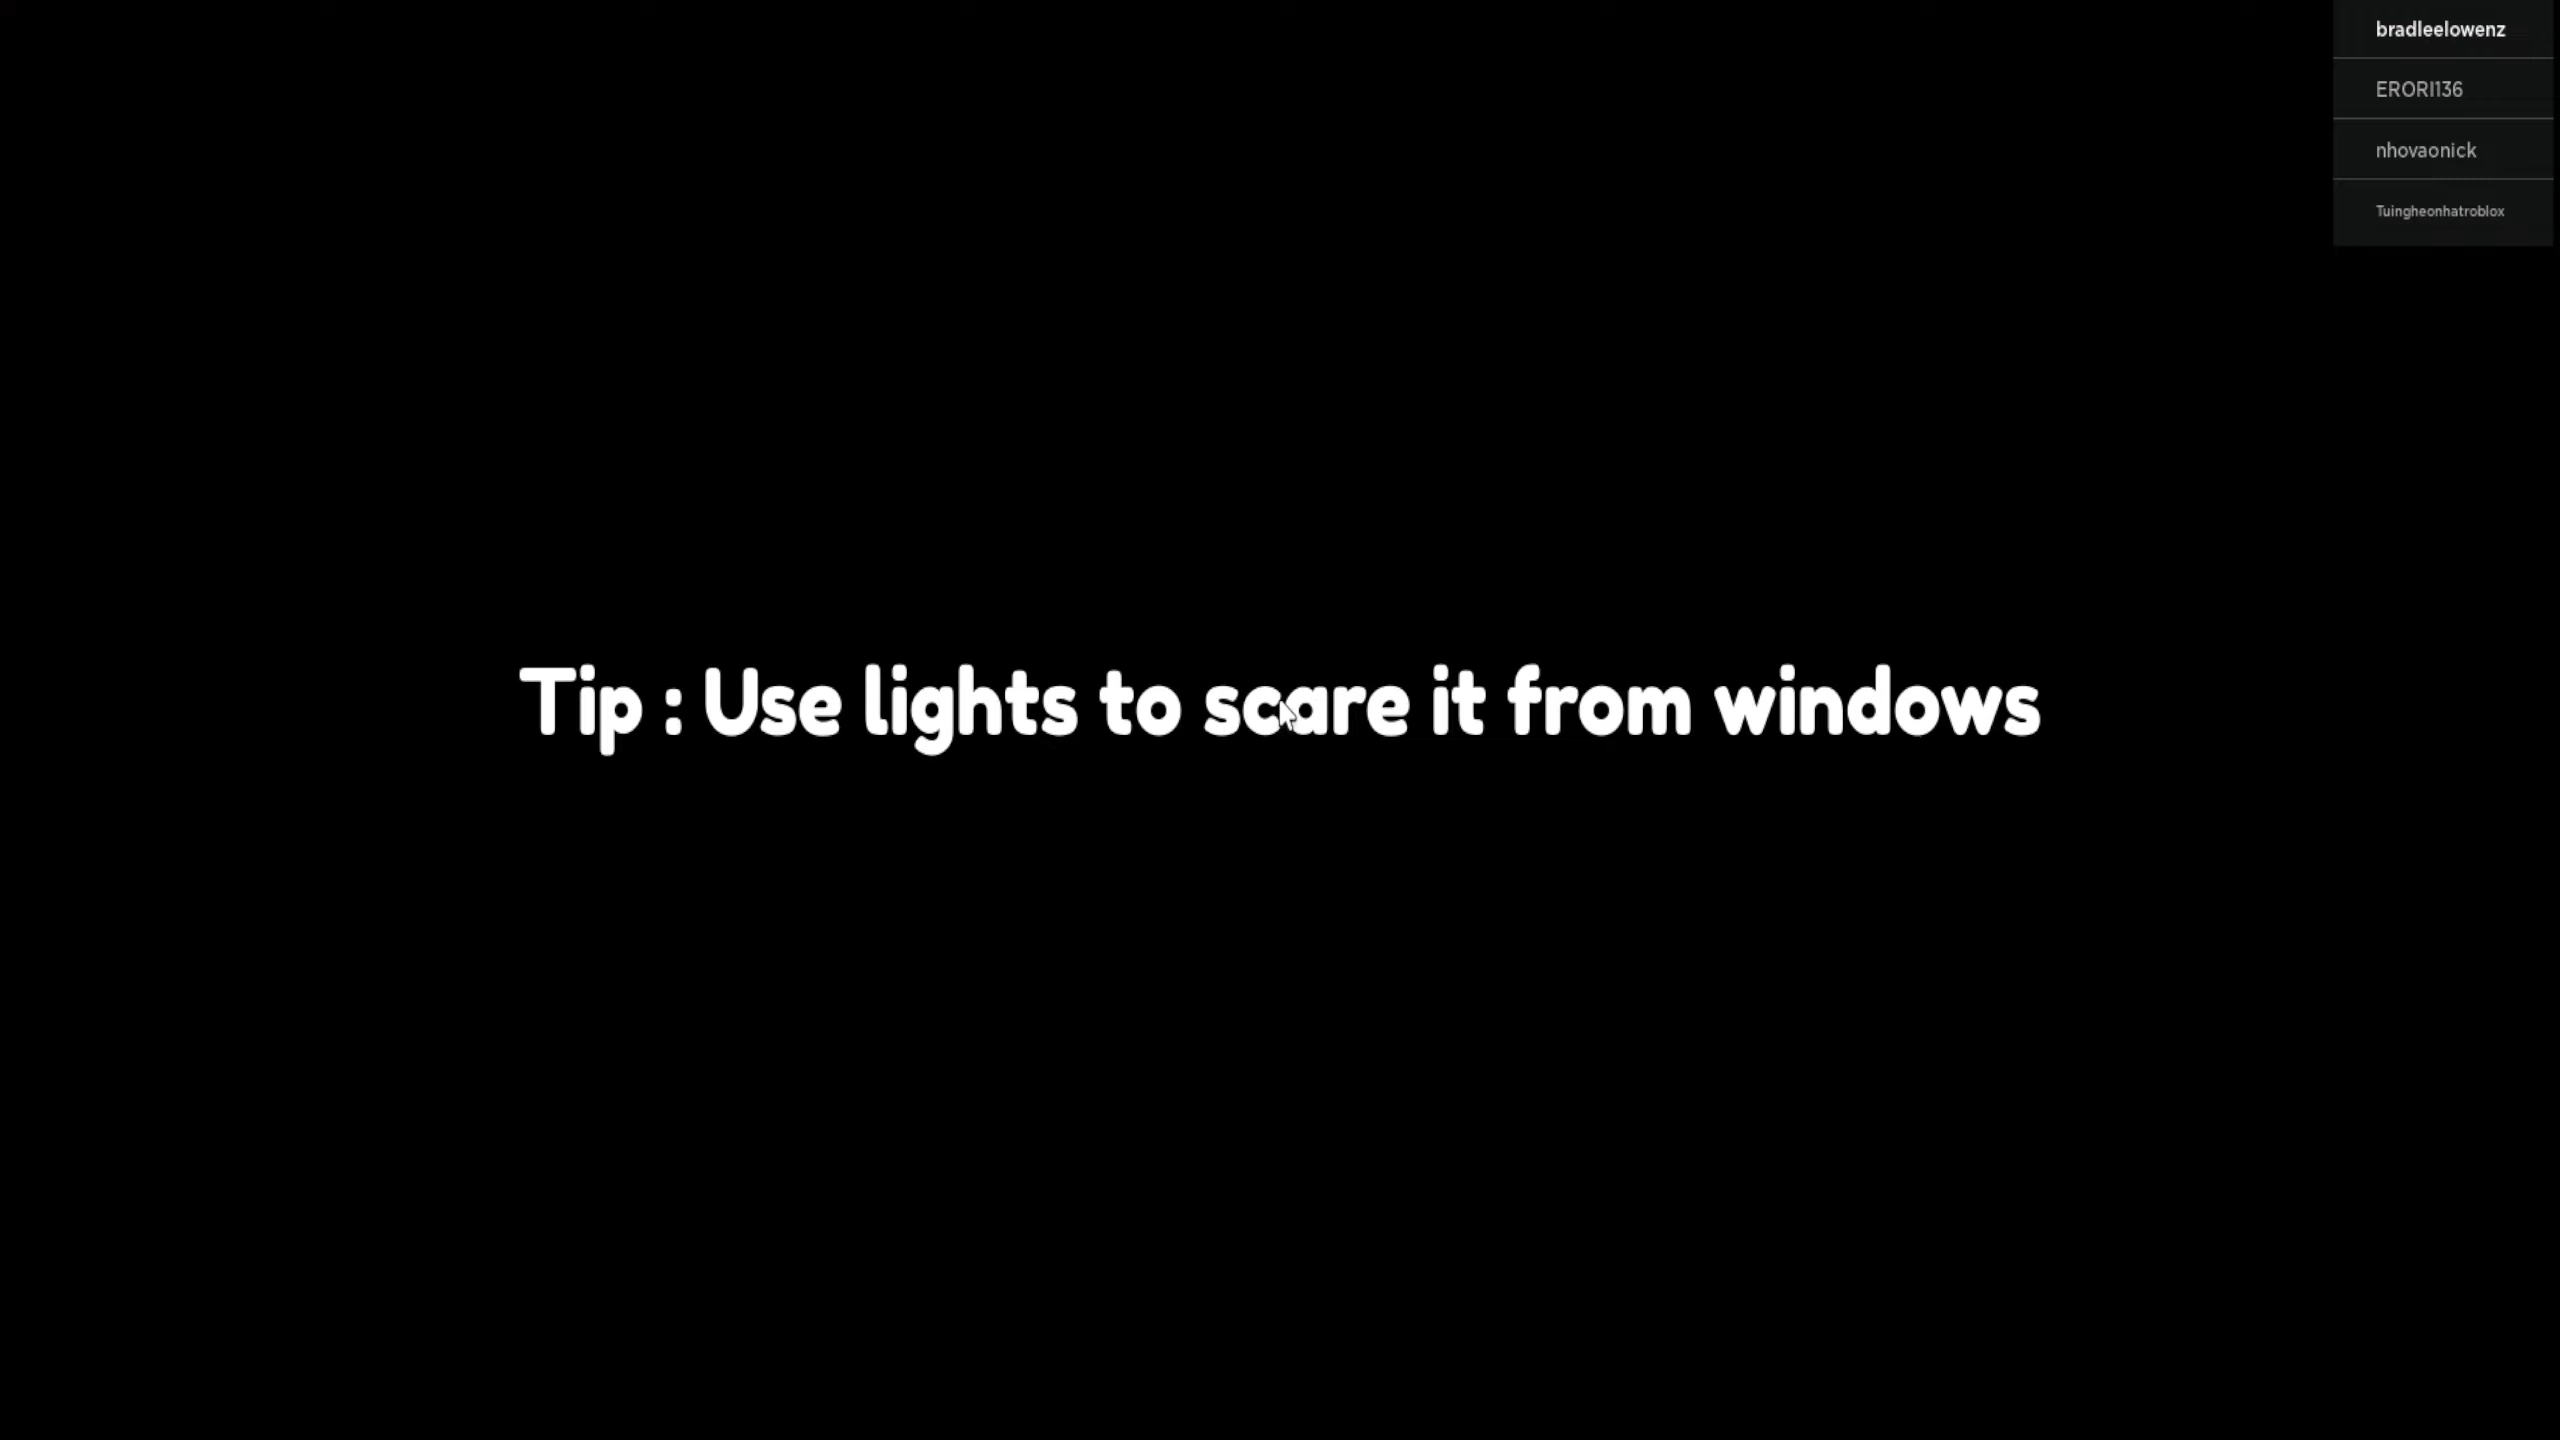 bradleelowenz
ERORI136
nhovaonick
Tuingheonhatroblox
Tip : Use lights to scare it from windows